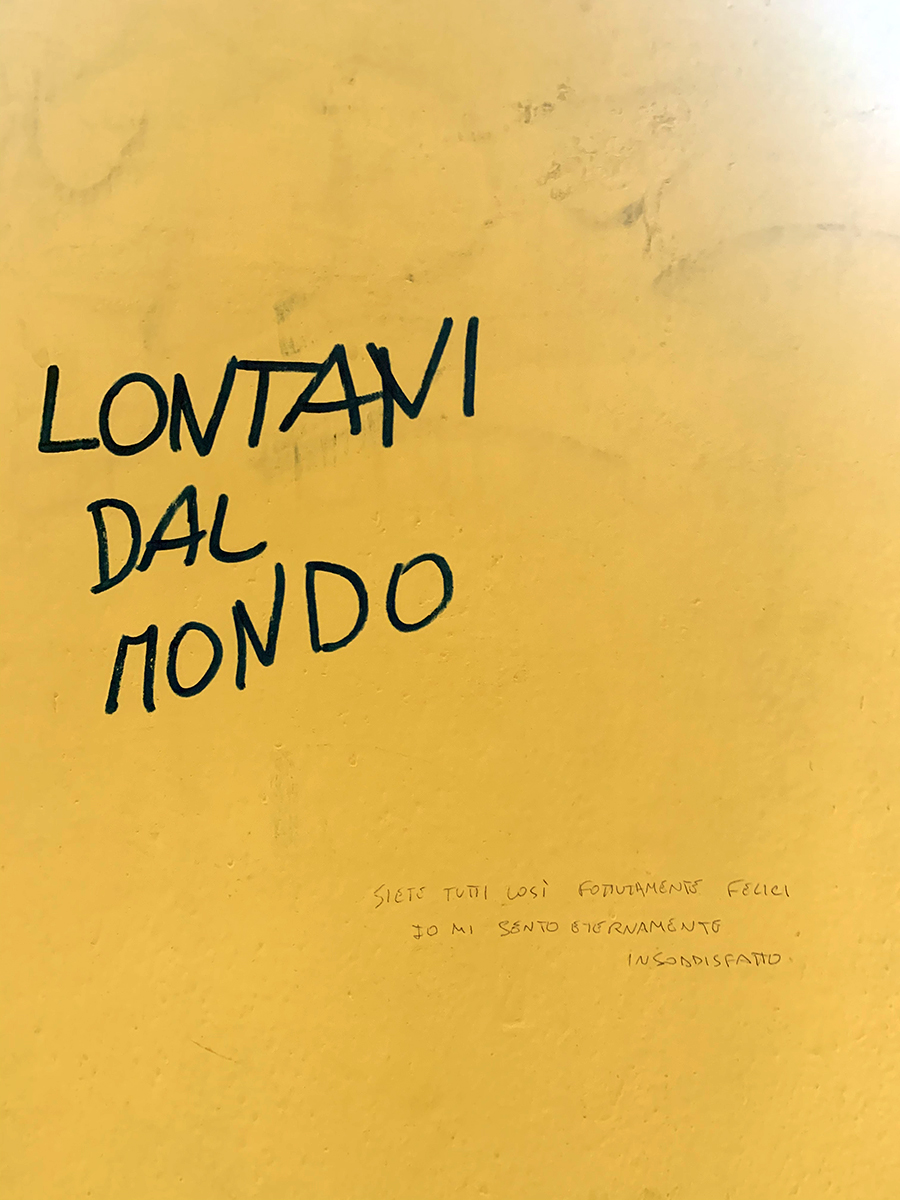 LONTANI
DAL
MONDO
SIETE TUTTI COSÌ FOTTUTAMENTE FELICI
IO MI SENTO ETERNAMENTE
INSODDISFATTO